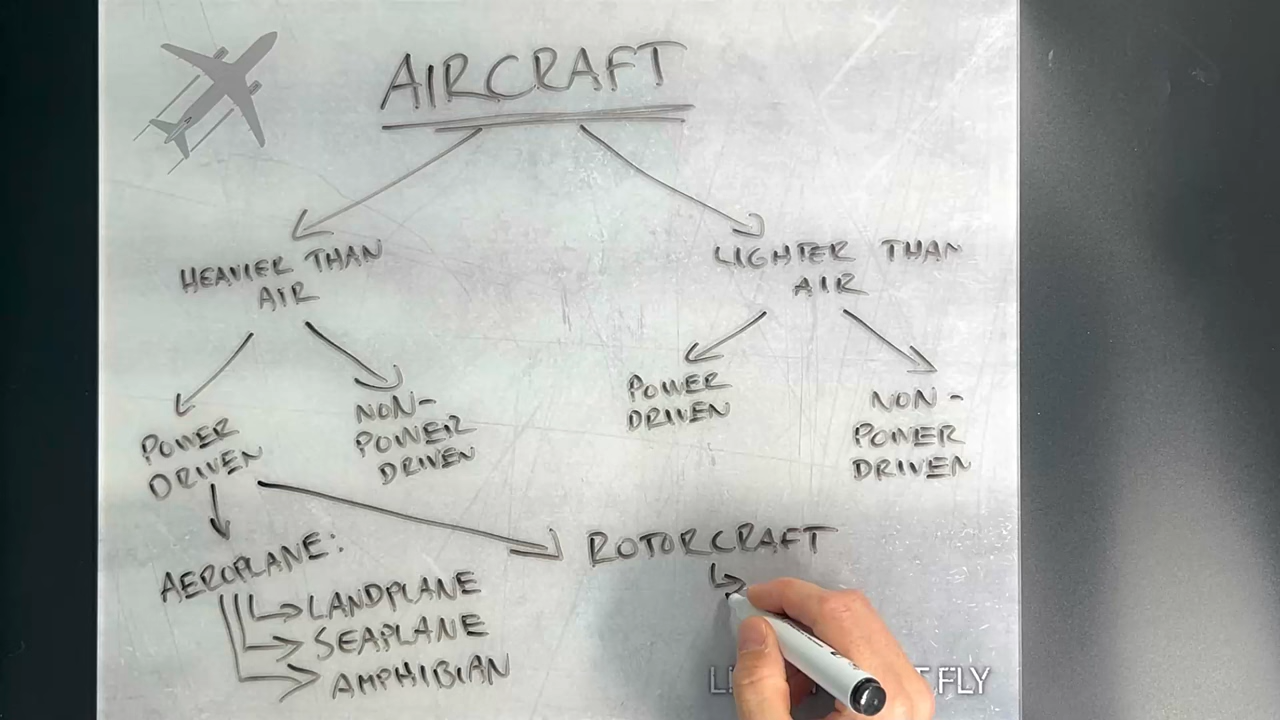 AIRCRAFT
HEAVIER THAN
AIR
LIGHTER THAN
AIR
POWER
DRIVEN
NON-
POWER
DRIVEN
POWER
DRIVEN
NON-
POWER
DRIVEN
AEROPLANE:
LANDPLANE
SEAPLANE
AMPHIBIAN
ROTORCRAFT
FLY